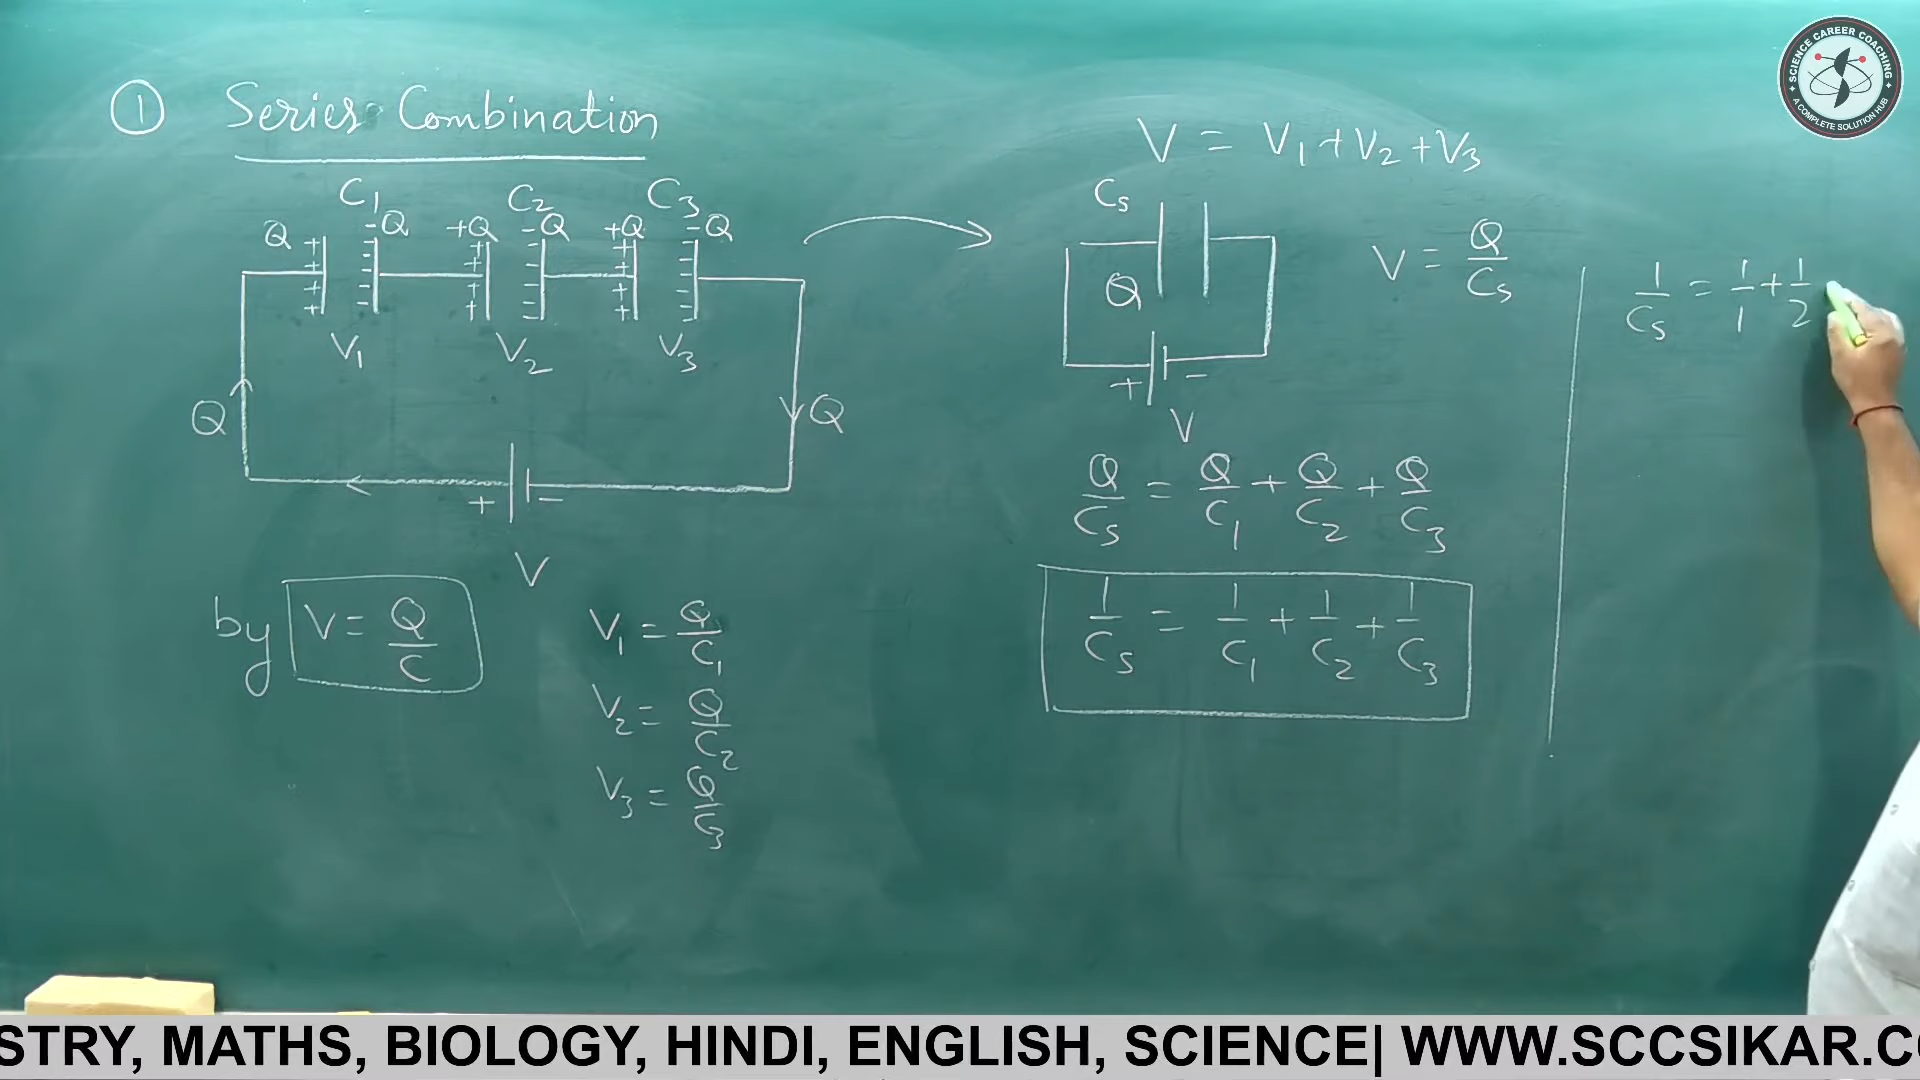 ① Series Combination
C₁ C₂ C₃
Q -Q +Q -Q +Q -Q
V₁ V₂ V₃
Q Q
+ -
V
by V = Q/C
V₁ = Q/C₁
V₂ = Q/C₂
V₃ = Q/C₃
V = V₁ + V₂ + V₃
Cs
Q
+ -
V
V = Q/Cs
Q/Cs = Q/C₁ + Q/C₂ + Q/C₃
1/Cs = 1/C₁ + 1/C₂ + 1/C₃
1/Cs = 1/1 + 1/2
SCIENCE CAREER COACHING
A COMPLETE SOLUTION HUB
STRY, MATHS, BIOLOGY, HINDI, ENGLISH, SCIENCE| WWW.SCCSIKAR.C